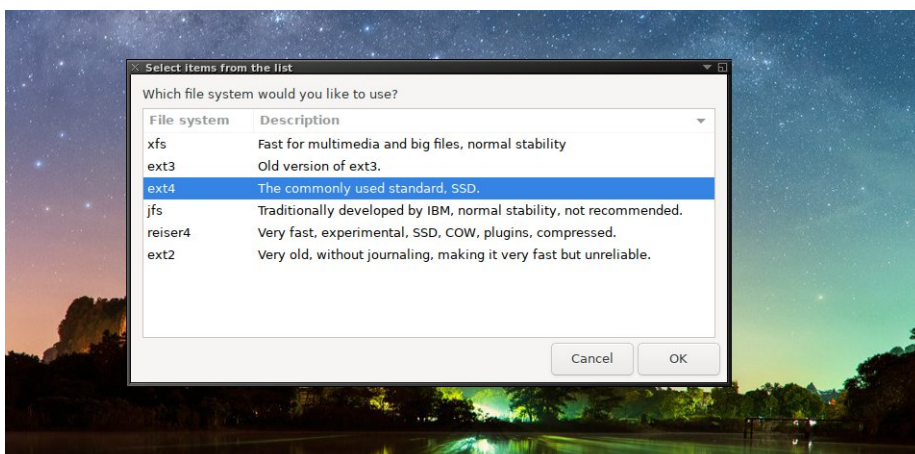 Select items from the list
Which file system would you like to use?
File system Description
xfs Fast for multimedia and big files, normal stability
ext3 Old version of ext3.
ext4 The commonly used standard, SSD.
jfs Traditionally developed by IBM, normal stability, not recommended.
reiser4 Very fast, experimental, SSD, COW, plugins, compressed.
ext2 Very old, without journaling, making it very fast but unreliable.
Cancel OK